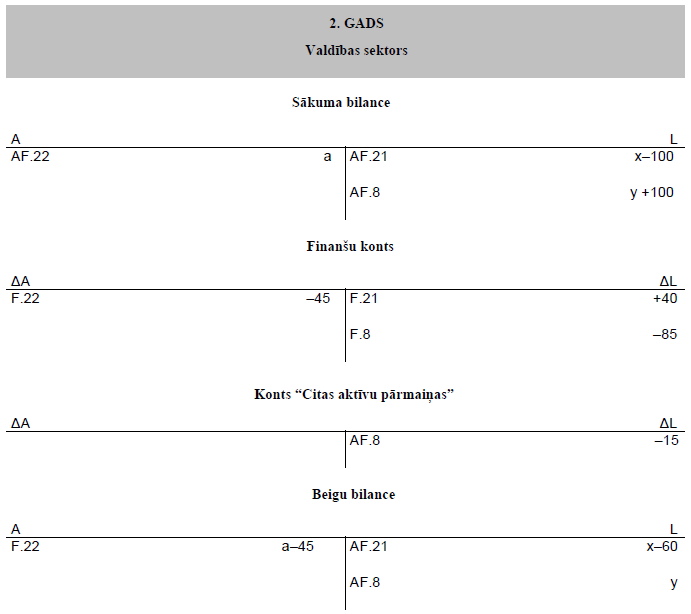 2. GADS
Valdības sektors
Sākuma bilance
A L
AF.22 a AF.21 x–100
AF.8 y +100
Finanšu konts
ΔA ΔL
F.22 –45 F.21 +40
F.8 –85
Konts “Citas aktīvu pārmaiņas”
ΔA ΔL
AF.8 –15
Beigu bilance
A L
F.22 a–45 AF.21 x–60
AF.8 y